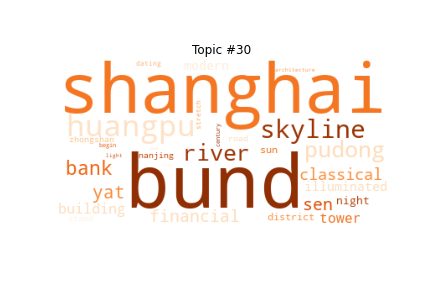 Topic #30
dating
modern
architecture
shanghai
huangpu
stretch
century
skyline
zhongshan
begin
light
nanjing
river
road
sun
pudong
bank
bund
classical
yat
illuminated
sen
night
building
financial
district
tower